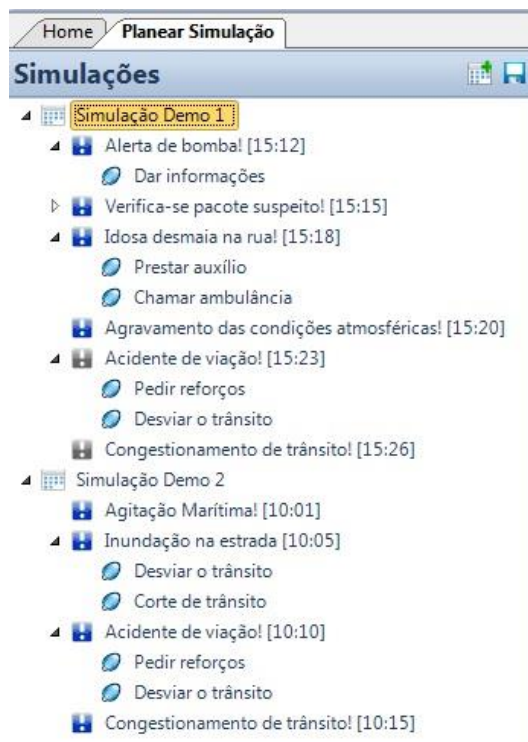 Home Planear Simulação
Simulações
Simulação Demo 1
Alerta de bomba! [15:12]
Dar informações
Verifica-se pacote suspeito! [15:15]
Idosa desmaia na rua! [15:18]
Prestar auxílio
Chamar ambulância
Agravamento das condições atmosféricas! [15:20]
Acidente de viação! [15:23]
Pedir reforços
Desviar o trânsito
Congestionamento de trânsito! [15:26]
Simulação Demo 2
Agitação Marítima! [10:01]
Inundação na estrada [10:05]
Desviar o trânsito
Corte de trânsito
Acidente de viação! [10:10]
Pedir reforços
Desviar o trânsito
Congestionamento de trânsito! [10:15]